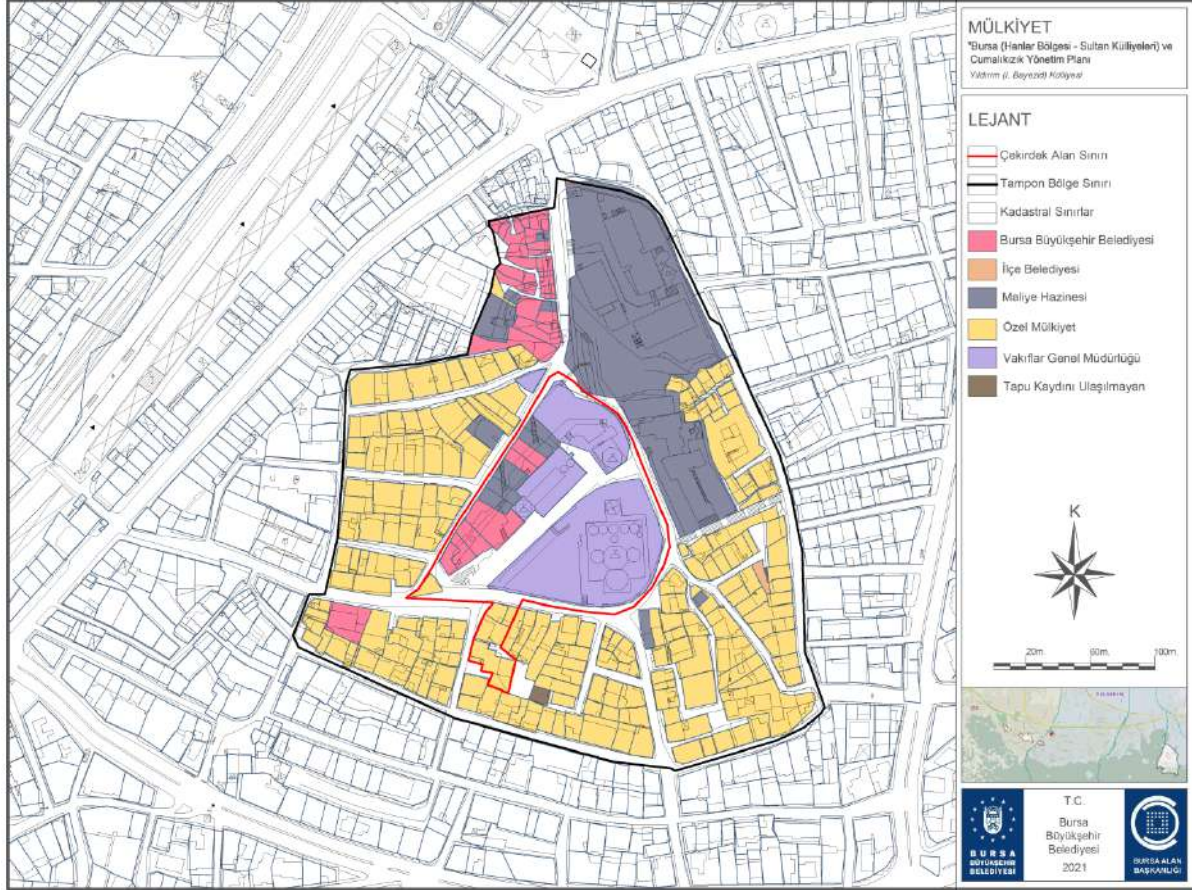 MÜLKİYET
"Bursa (Hanlar Bölgesi - Sultan Külliyeleri) ve
Cumalıkızık Yönetim Planı
Yıldırım (I. Bayezid) Külliyesi
LEJANT
Çekirdek Alan Sınırı
Tampon Bölge Sınırı
Kadastral Sınırlar
Bursa Büyükşehir Belediyesi
İlçe Belediyesi
Maliye Hazinesi
Özel Mülkiyet
Vakıflar Genel Müdürlüğü
Tapu Kaydını Ulaşılmayan
K
20m. 60m. 100m.
BURSA
BÜYÜKŞEHİR
BELEDİYESİ
T.C.
Bursa
Büyükşehir
Belediyesi
2021
BURSA ALAN
BAŞKANLIĞI